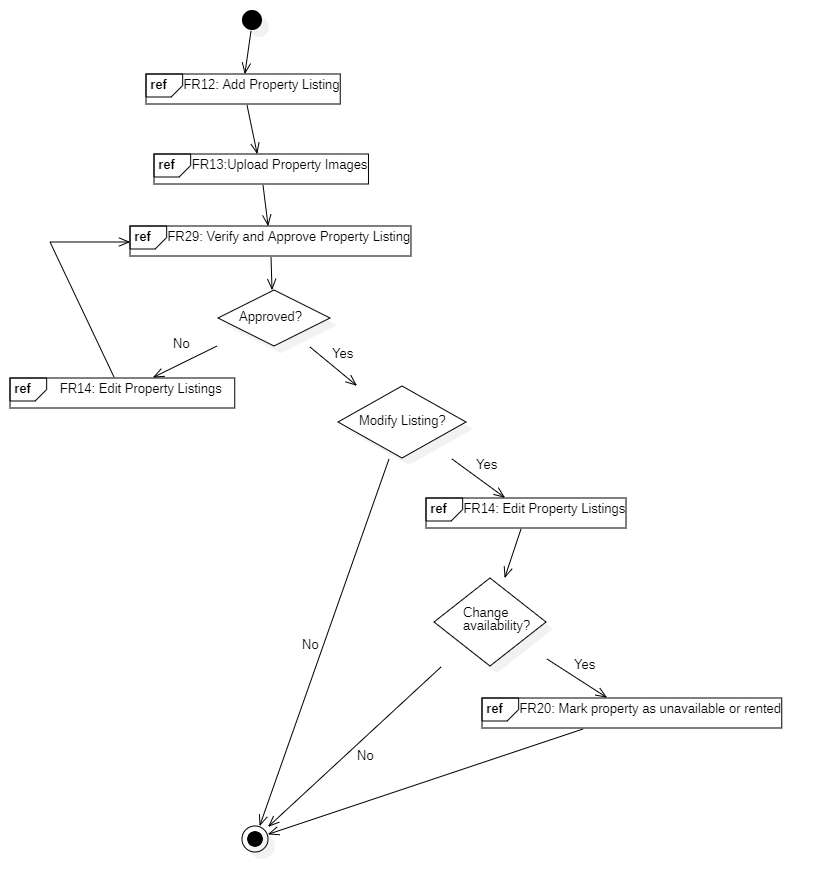 ref FR12: Add Property Listing
ref FR13:Upload Property Images
ref FR29: Verify and Approve Property Listing
Approved?
No
Yes
ref FR14: Edit Property Listings
Modify Listing?
Yes
ref FR14: Edit Property Listings
Change
availability?
No
Yes
ref FR20: Mark property as unavailable or rented
No